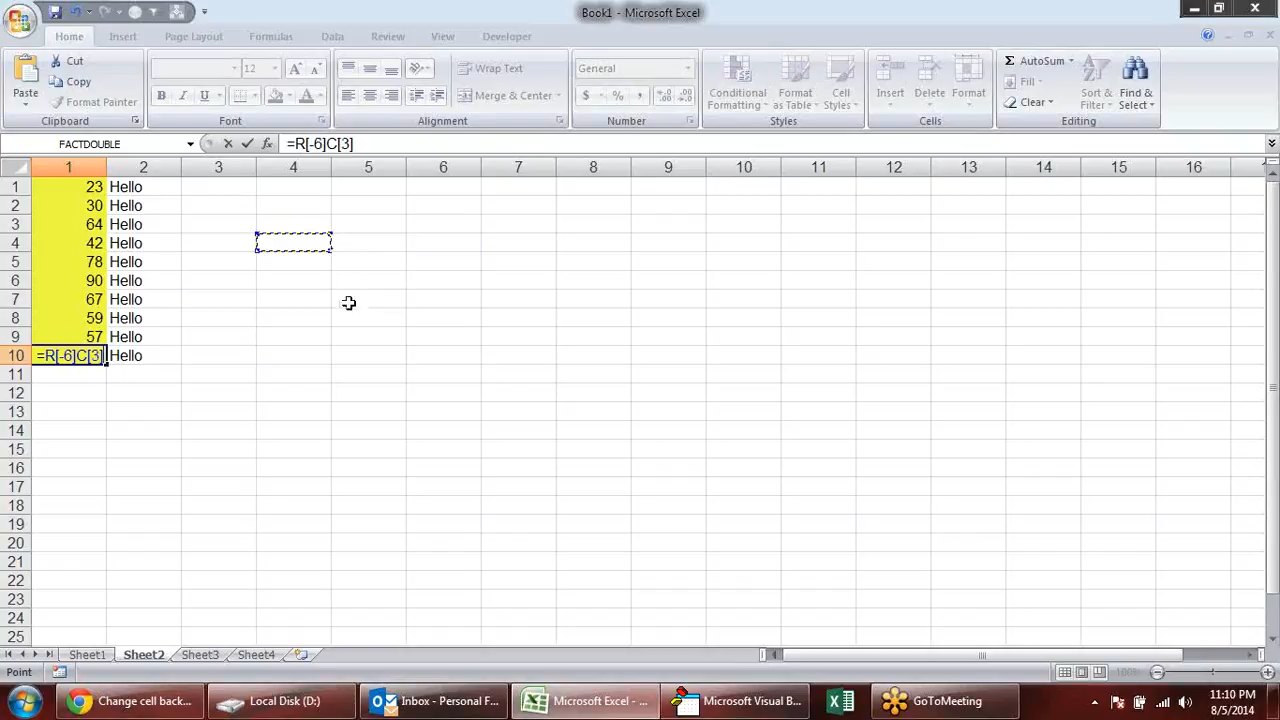 Book1 - Microsoft Excel
Home Insert Page Layout Formulas Data Review View Developer
Paste
Cut
Copy
Format Painter
Clipboard
12
A A
B I U
A
Font
Wrap Text
Merge & Center
Alignment
General
$ % ,
Number
Conditional Formatting
Format as Table
Cell Styles
Styles
Insert Delete Format
Cells
Σ AutoSum
Fill
Clear
Sort & Filter
Find & Select
Editing
FACTDOUBLE fx =R[-6]C[3]
1 2 3 4 5 6 7 8 9 10 11 12 13 14 15 16
1 23 Hello
2 30 Hello
3 64 Hello
4 42 Hello
5 78 Hello
6 90 Hello
7 67 Hello
8 59 Hello
9 57 Hello
10 =R[-6]C[3] Hello
11
12
13
14
15
16
17
18
19
20
21
22
23
24
25
Sheet1 Sheet2 Sheet3 Sheet4
Point 100%
Change cell back... Local Disk (D:) Inbox - Personal F... Microsoft Excel - ... Microsoft Visual B... GoToMeeting 11:10 PM
8/5/2014